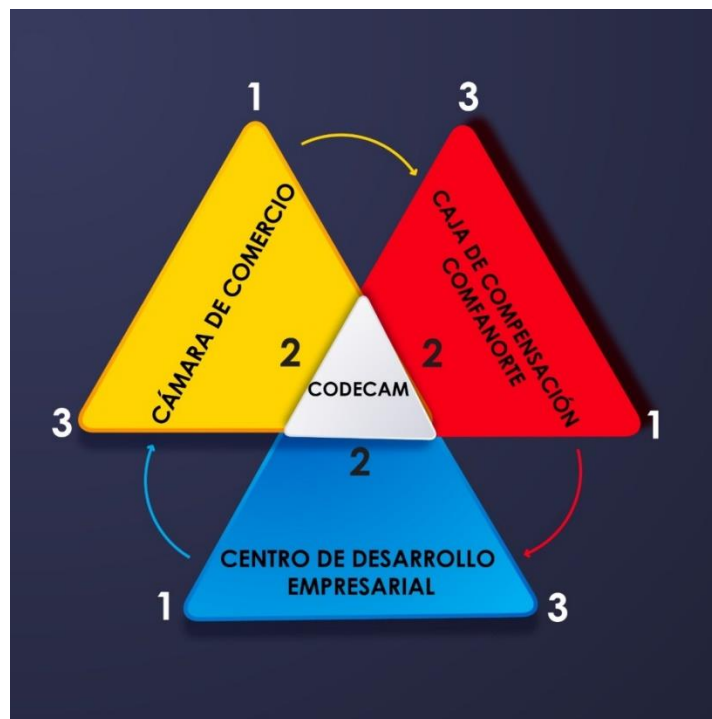 1
3
CÁMARA DE COMERCIO
CAJA DE COMPENSACIÓN
COMFANORTE
2
2
CODECAM
3
1
2
CENTRO DE DESARROLLO
EMPRESARIAL
1
3